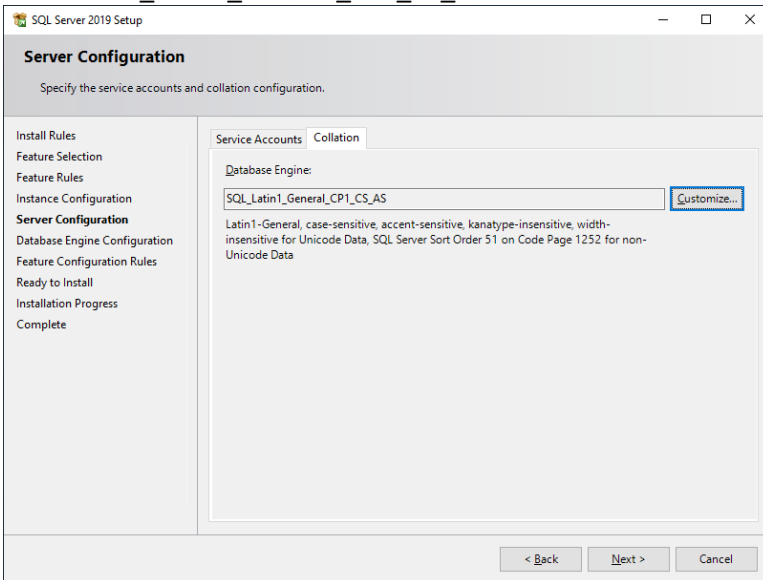 SQL Server 2019 Setup
Server Configuration
Specify the service accounts and collation configuration.
Install Rules
Feature Selection
Feature Rules
Instance Configuration
Server Configuration
Database Engine Configuration
Feature Configuration Rules
Ready to Install
Installation Progress
Complete
Service Accounts Collation
Database Engine:
SQL_Latin1_General_CP1_CS_AS
Customize...
Latin1-General, case-sensitive, accent-sensitive, kanatype-insensitive, width-
insensitive for Unicode Data, SQL Server Sort Order 51 on Code Page 1252 for non-
Unicode Data
< Back Next > Cancel